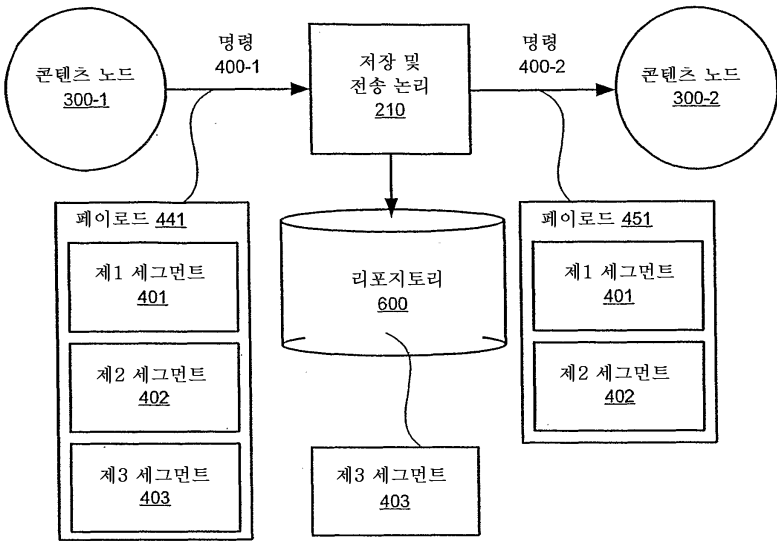 콘텐츠 노드
300-1
명령
400-1
저장 및
전송 논리
210
명령
400-2
콘텐츠 노드
300-2
페이로드 441
제1 세그먼트
401
제2 세그먼트
402
제3 세그먼트
403
리포지토리
600
제3 세그먼트
403
페이로드 451
제1 세그먼트
401
제2 세그먼트
402